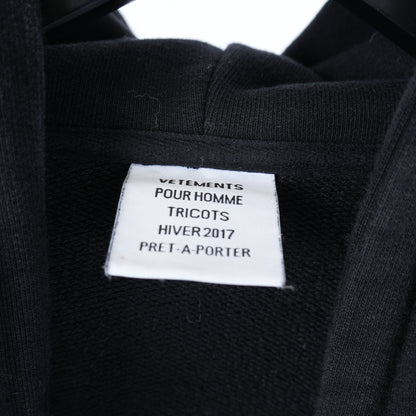 VETEMENTS
POUR HOMME
TRICOTS
HIVER 2017
PRET-A-PORTER